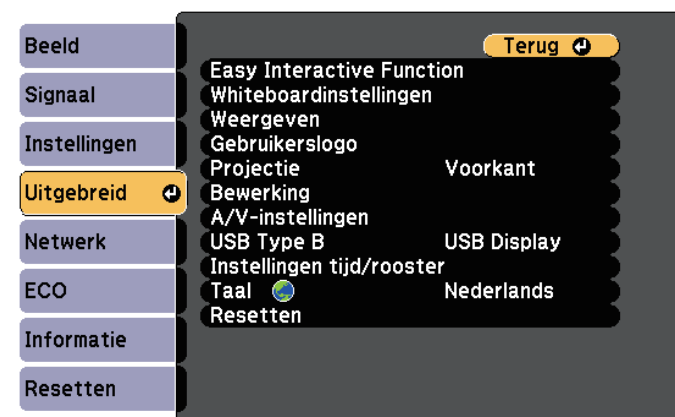 Beeld
Signaal
Instellingen
Uitgebreid
Netwerk
ECO
Informatie
Resetten
Terug
Easy Interactive Function
Whiteboardinstellingen
Weergeven
Gebruikerslogo
Projectie Voorkant
Bewerking
A/V-instellingen
USB Type B USB Display
Instellingen tijd/rooster
Taal Nederlands
Resetten